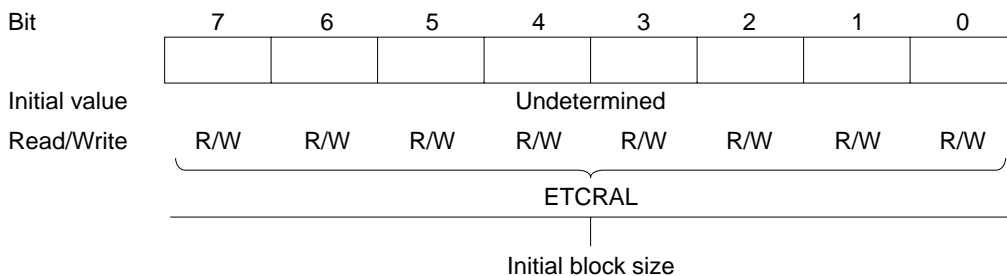 Bit 7 6 5 4 3 2 1 0
Initial value Undetermined
Read/Write R/W R/W R/W R/W R/W R/W R/W R/W
ETCRAL
Initial block size